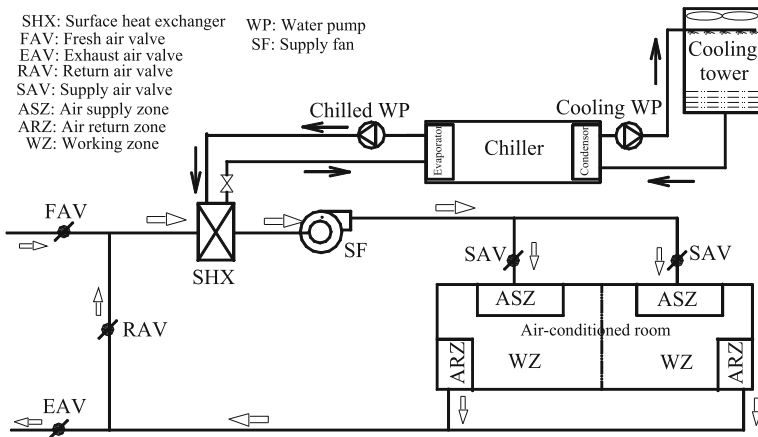 SHX: Surface heat exchanger
FAV: Fresh air valve
EAV: Exhaust air valve
RAV: Return air valve
SAV: Supply air valve
ASZ: Air supply zone
ARZ: Air return zone
WZ: Working zone
WP: Water pump
SF: Supply fan
Cooling
tower
Chilled WP
Cooling WP
Evaporator
Chiller
Condensor
FAV
SHX
SF
SAV
SAV
ASZ
ASZ
Air-conditioned room
RAV
ARZ
WZ
WZ
ARZ
EAV